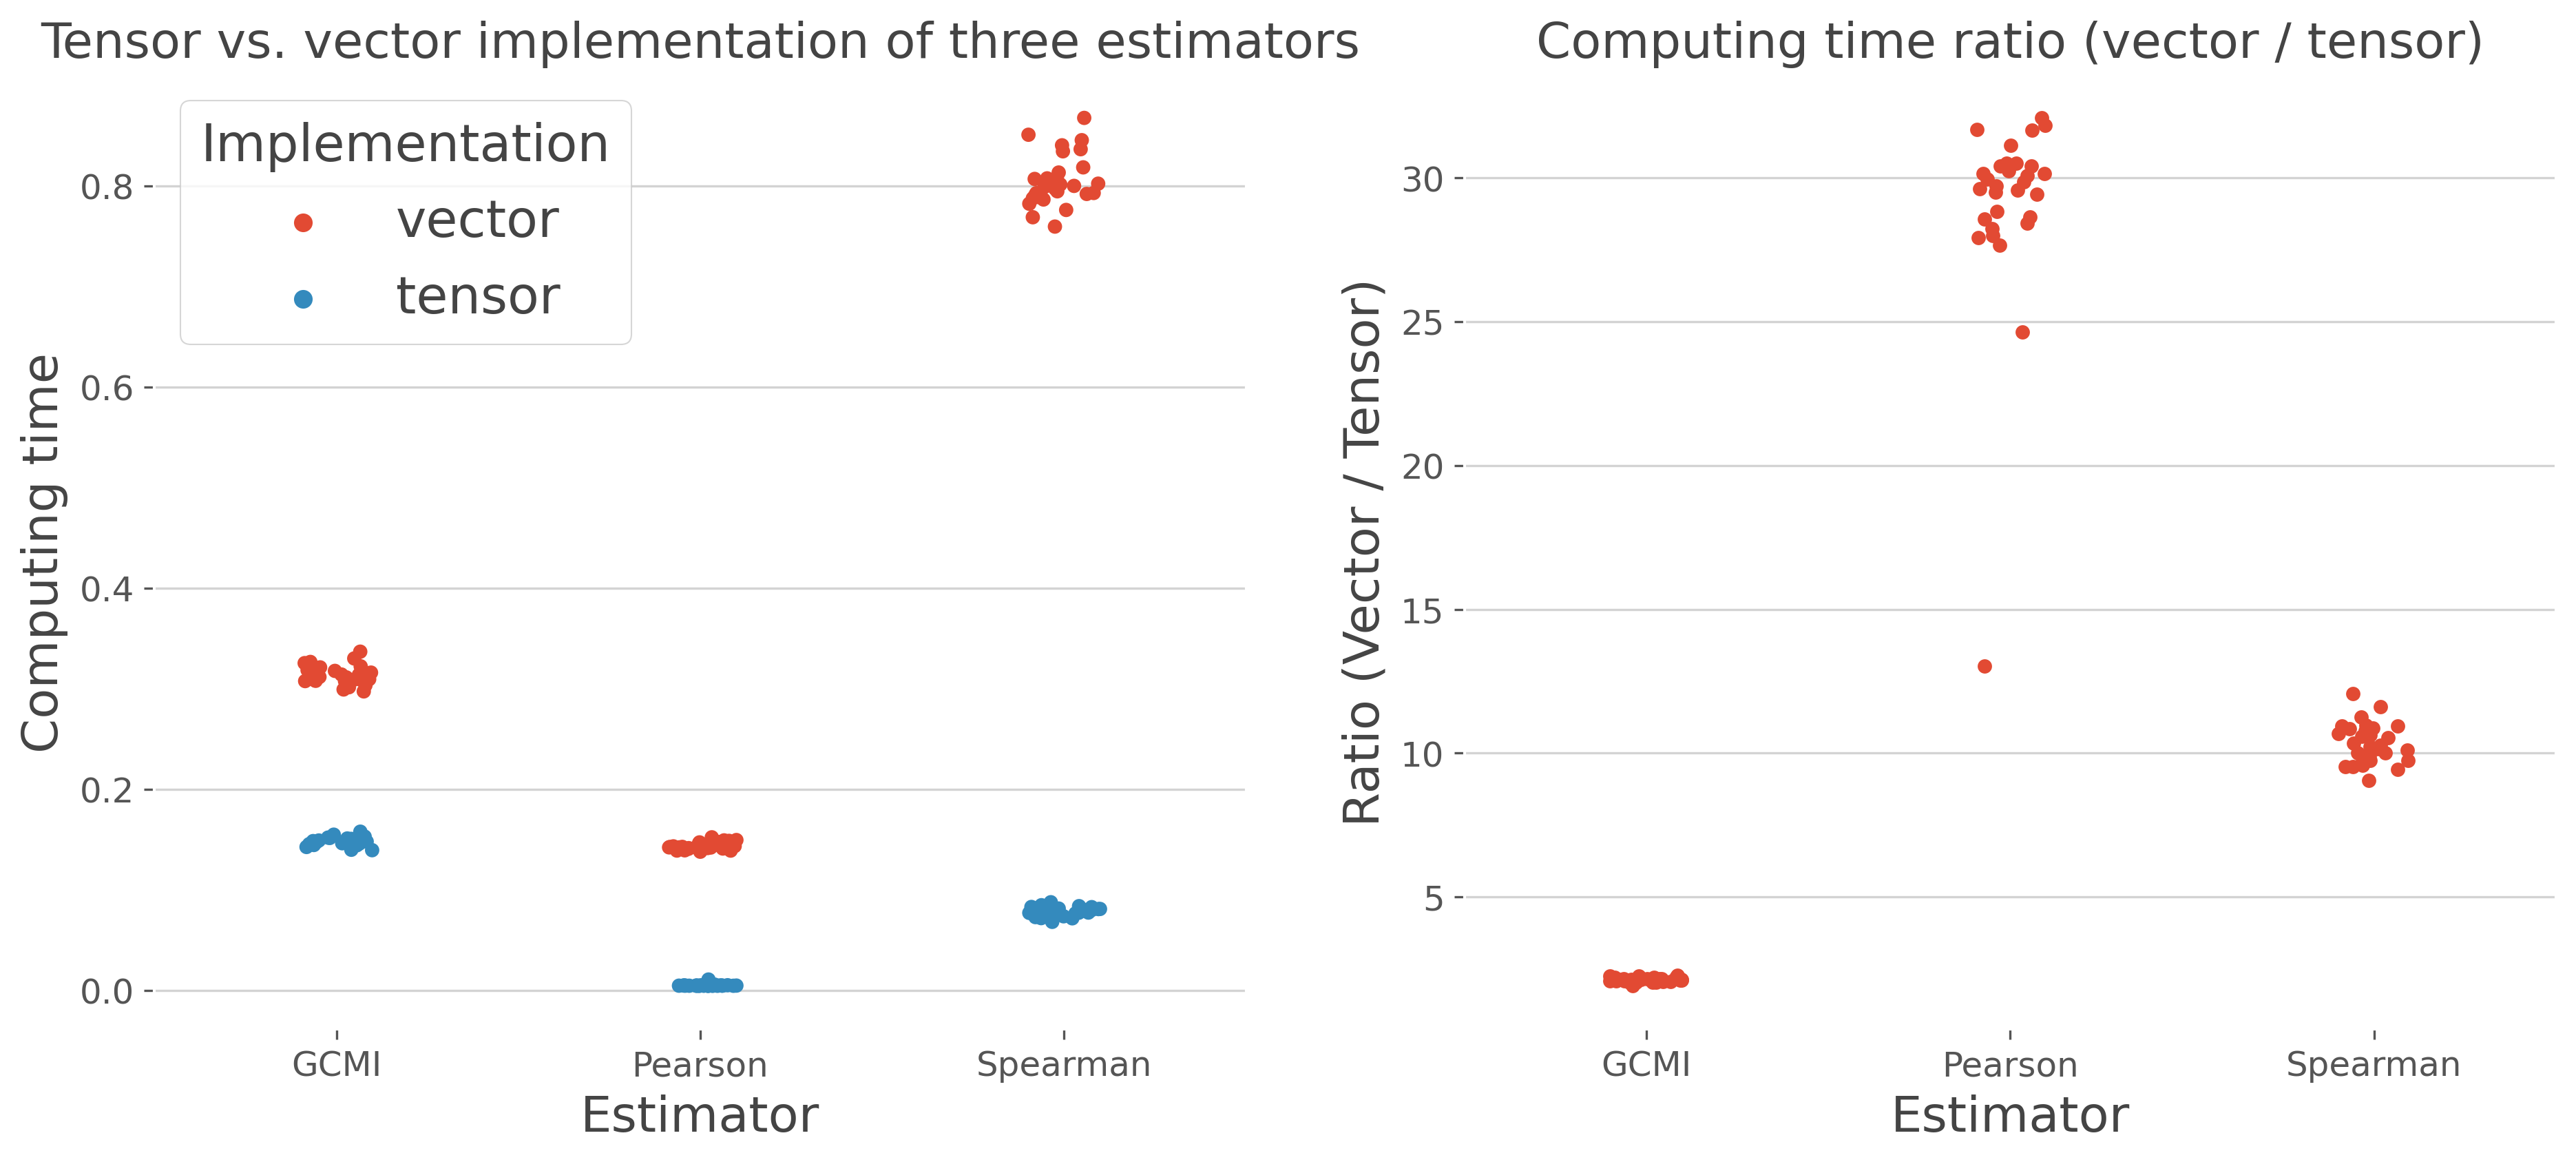 Tensor vs. vector implementation of three estimators
Implementation
vector
tensor
Computing time
0.8
0.6
0.4
0.2
0.0
GCMI
Pearson
Spearman
Estimator
Computing time ratio (vector / tensor)
Ratio (Vector / Tensor)
30
25
20
15
10
5
GCMI
Pearson
Spearman
Estimator